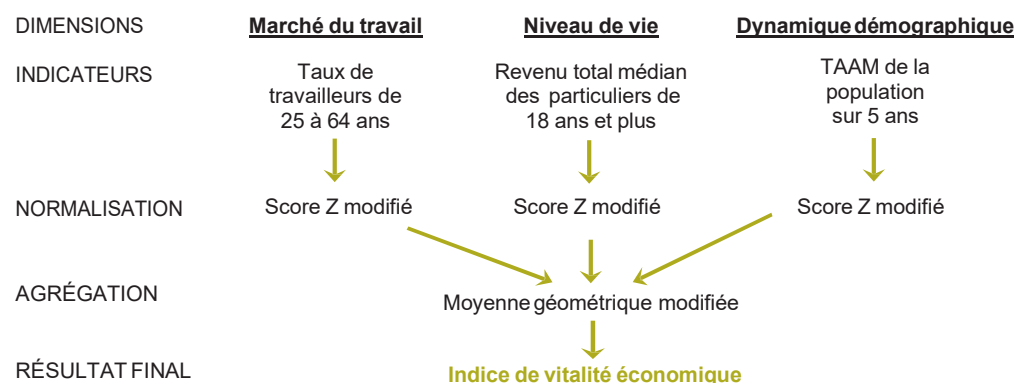 DIMENSIONS Marché du travail Niveau de vie Dynamique démographique
INDICATEURS Taux de travailleurs de 25 à 64 ans
Revenu total médian des particuliers de 18 ans et plus
TAAM de la population sur 5 ans
NORMALISATION Score Z modifié Score Z modifié Score Z modifié
AGRÉGATION Moyenne géométrique modifiée
RÉSULTAT FINAL Indice de vitalité économique